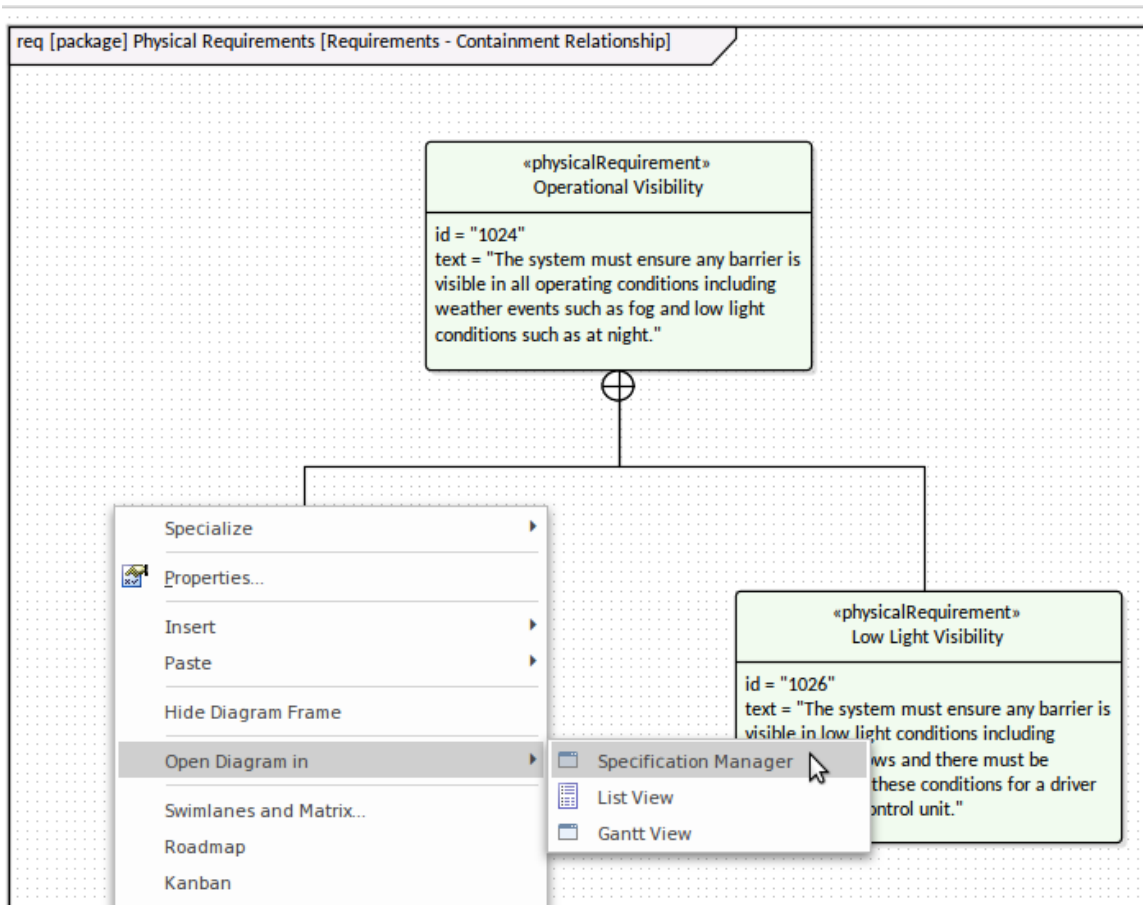 req [package] Physical Requirements [Requirements - Containment Relationship]
«physicalRequirement»
Operational Visibility
id = "1024"
text = "The system must ensure any barrier is
visible in all operating conditions including
weather events such as fog and low light
conditions such as at night."
Specialize
Properties...
Insert
Paste
Hide Diagram Frame
Open Diagram in
Swimlanes and Matrix...
Roadmap
Kanban
Specification Manager
List View
Gantt View
«physicalRequirement»
Low Light Visibility
id = "1026"
text = "The system must ensure any barrier is
visible in low light conditions including
and there must be
these conditions for a driver
unit."